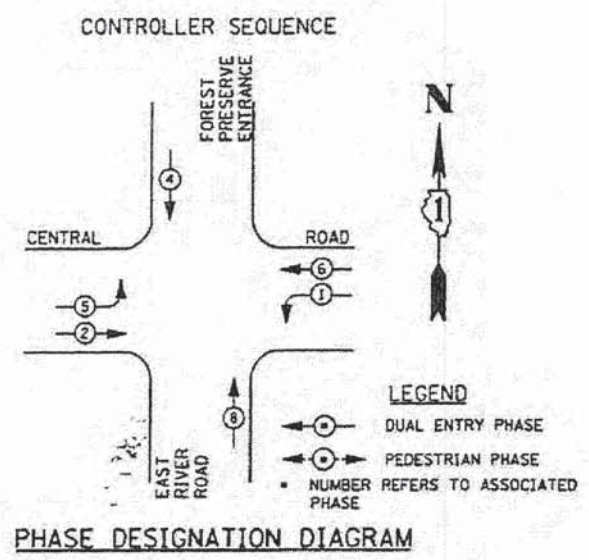 CONTROLLER SEQUENCE
FOREST
PRESERVE
ENTRANCE
N
4
1
CENTRAL
ROAD
6
5
1
2
8
EAST
RIVER
ROAD
LEGEND
DUAL ENTRY PHASE
PEDESTRIAN PHASE
NUMBER REFERS TO ASSOCIATED
PHASE
PHASE DESIGNATION DIAGRAM